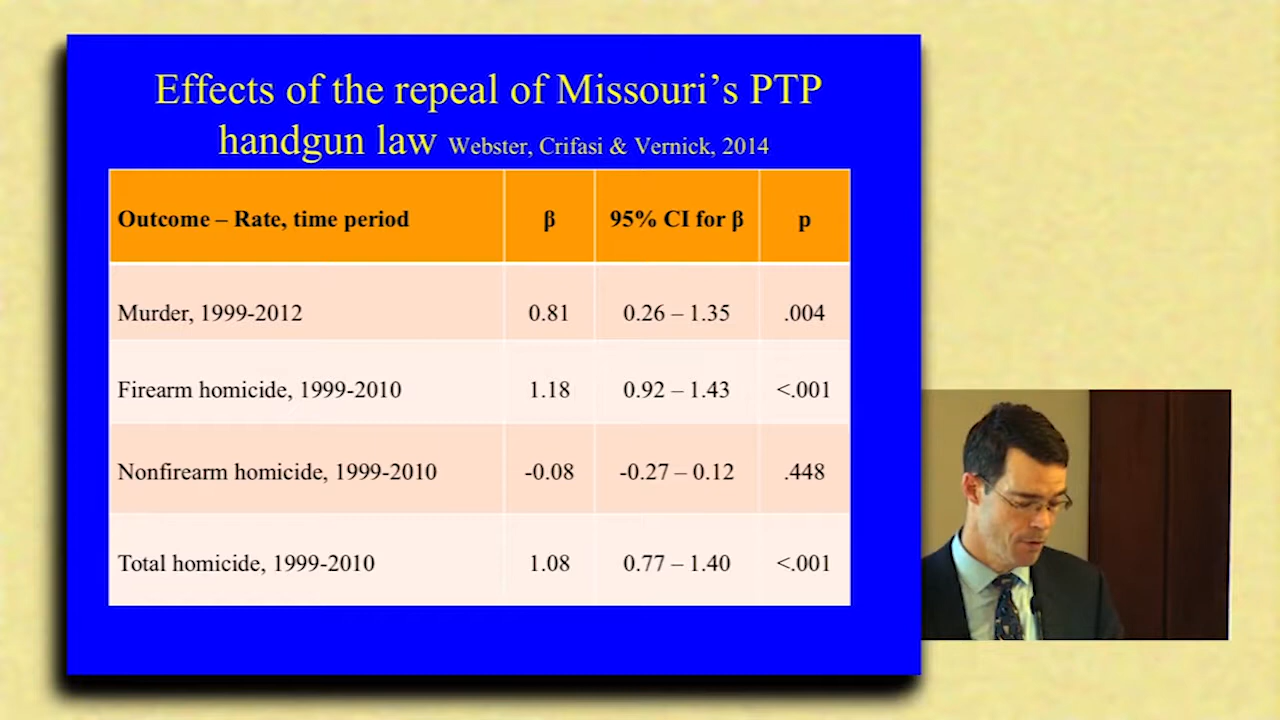 Effects of the repeal of Missouri’s PTP
handgun law Webster, Crifasi & Vernick, 2014
Outcome – Rate, time period β 95% CI for β p
Murder, 1999-2012 0.81 0.26 – 1.35 .004
Firearm homicide, 1999-2010 1.18 0.92 – 1.43 <.001
Nonfirearm homicide, 1999-2010 -0.08 -0.27 – 0.12 .448
Total homicide, 1999-2010 1.08 0.77 – 1.40 <.001